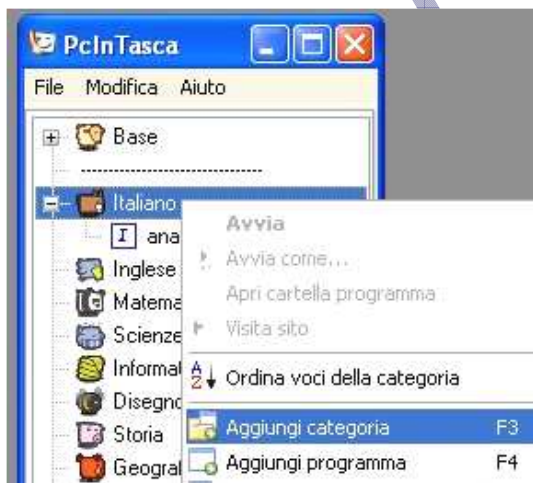 PcInTasca
File Modifica Aiuto
Base
Italiano
Avvia
ana
Avvia come...
Inglese
Apri cartella programma
Matema
Visita sito
Scienze
Informat
Ordina voci della categoria
Disegno
Storia
Aggiungi categoria F3
Geograf
Aggiungi programma F4